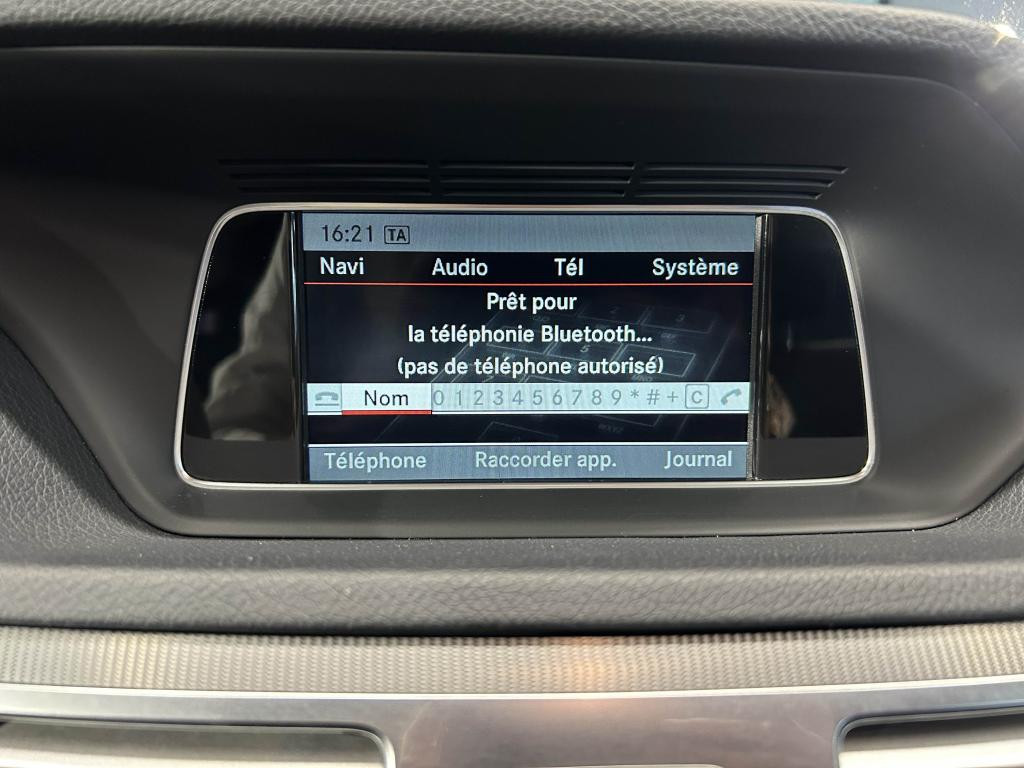 16:21 TA
Navi Audio Tél Système
Prêt pour
la téléphonie Bluetooth...
(pas de téléphone autorisé)
Nom 0 1 2 3 4 5 6 7 8 9 * # + C
Téléphone Raccorder app. Journal